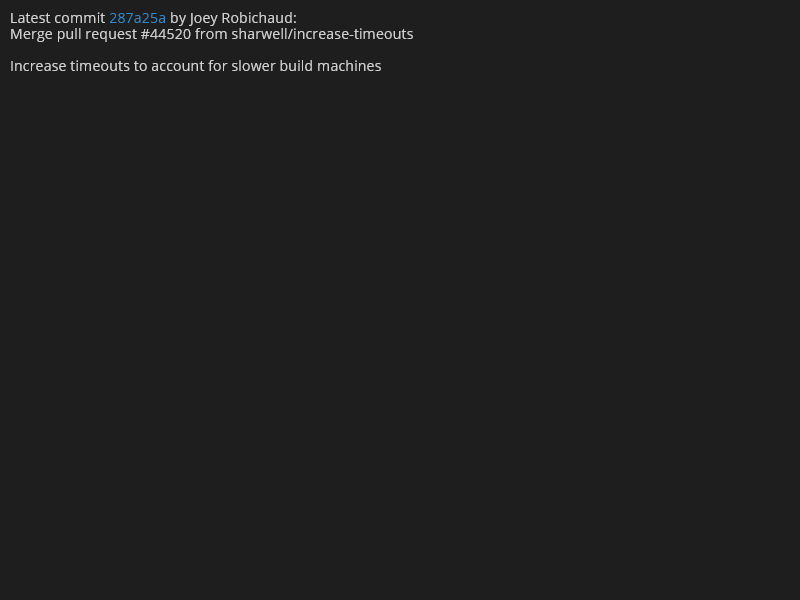 Latest commit 287a25a by Joey Robichaud:
Merge pull request #44520 from sharwell/increase-timeouts
Increase timeouts to account for slower build machines